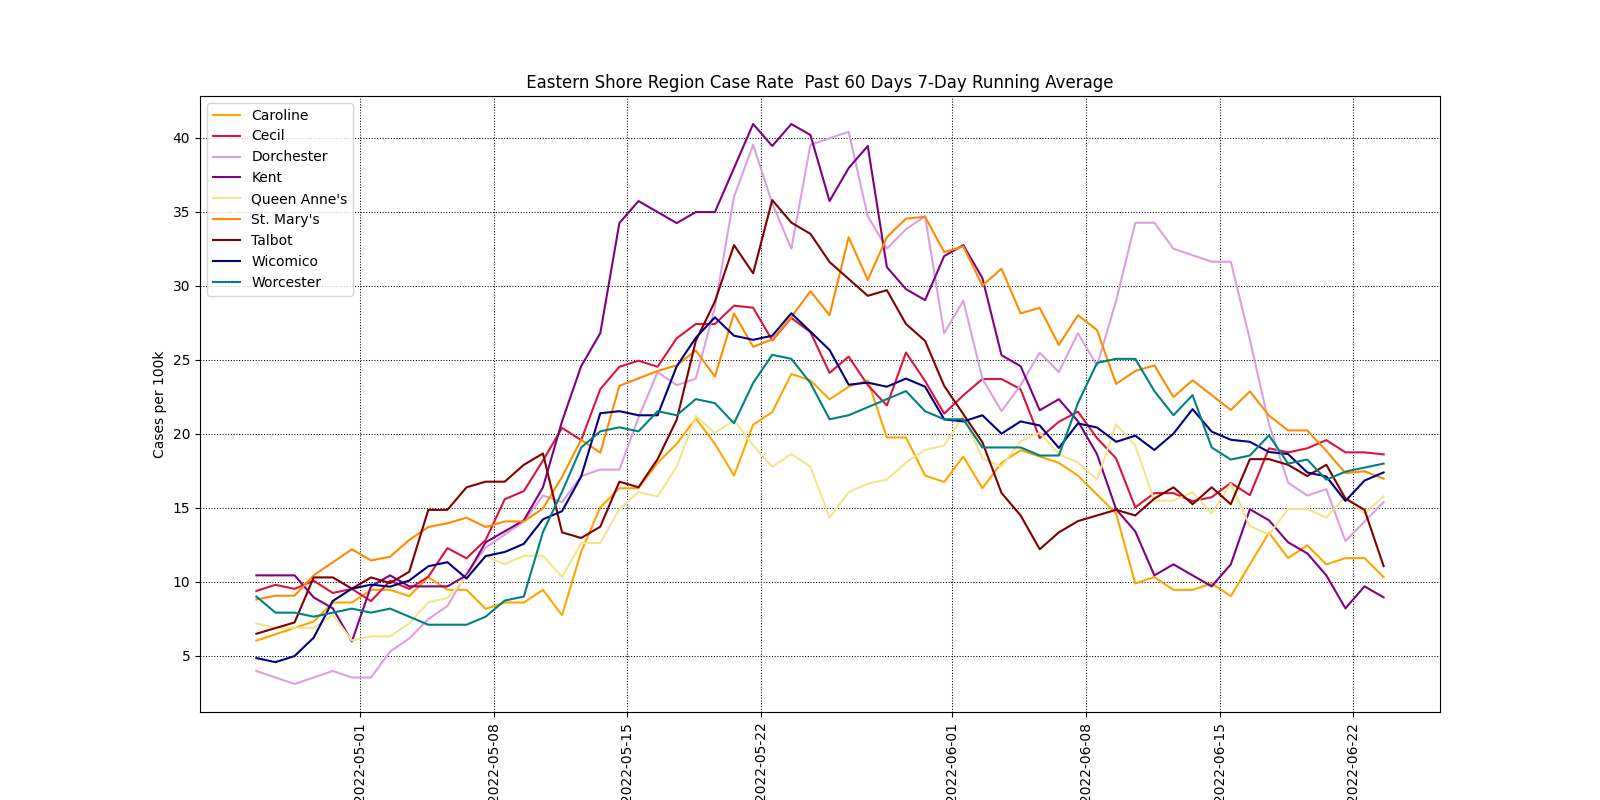 Eastern Shore Region Case Rate  Past 60 Days 7-Day Running Average
Caroline
Cecil
Dorchester
Kent
Queen Anne's
St. Mary's
Talbot
Wicomico
Worcester
Cases per 100k
40
35
30
25
20
15
10
5
2022-05-01
2022-05-08
2022-05-15
2022-05-22
2022-06-01
2022-06-08
2022-06-15
2022-06-22